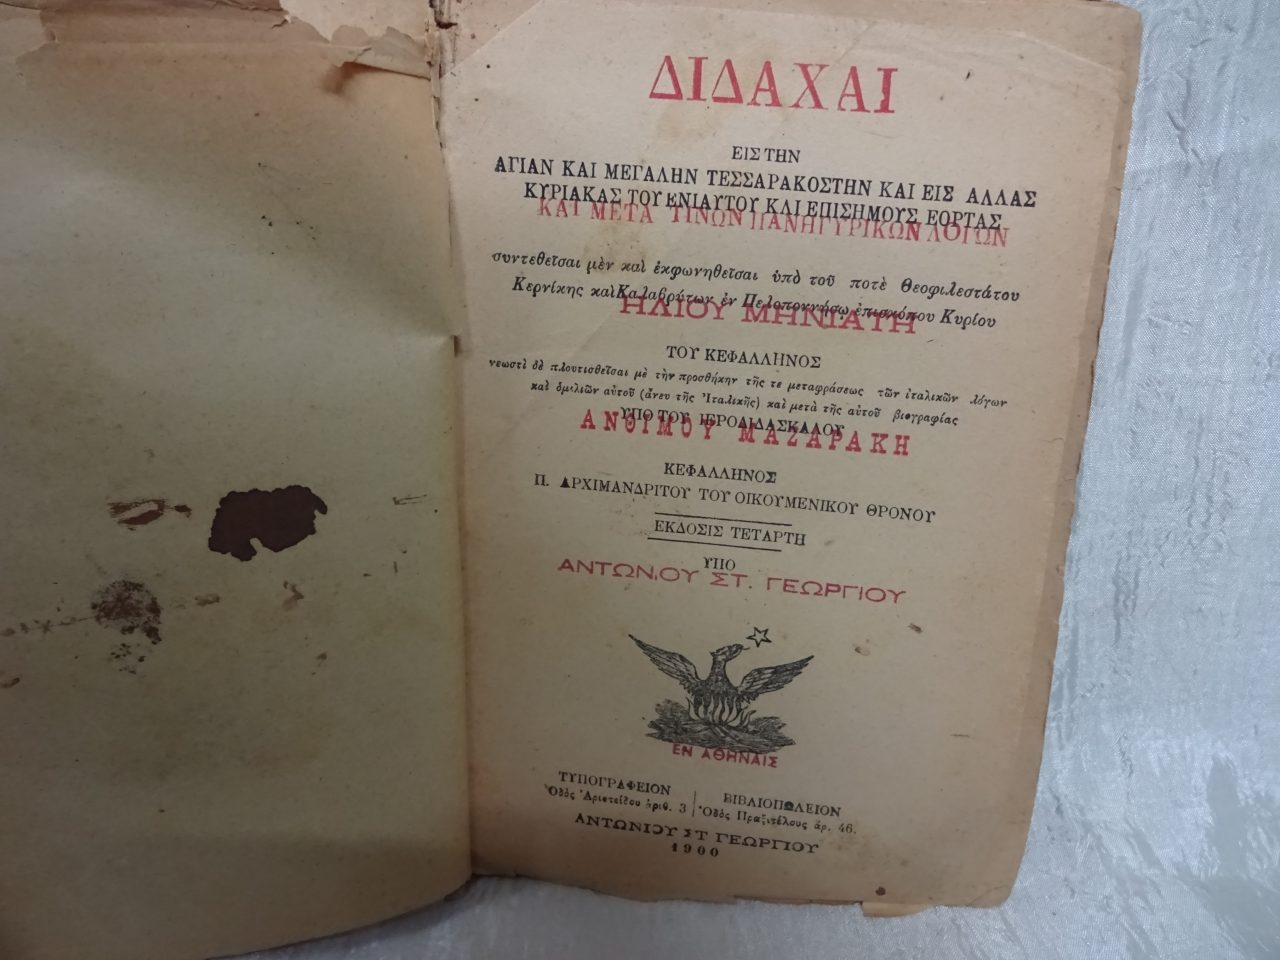 ΔΙΔΑΧΑΙ
ΕΙΣ ΤΗΝ
ΑΓΙΑΝ ΚΑΙ ΜΕΓΑΛΗΝ ΤΕΣΣΑΡΑΚΟΣΤΗΝ ΚΑΙ ΕΙΣ ΑΛΛΑΣ
ΚΥΡΙΑΚΑΣ ΤΟΥ ΕΝΙΑΥΤΟΥ ΚΑΙ ΕΠΙΣΗΜΟΥΣ ΕΟΡΤΑΣ
ΚΑΙ ΜΕΤΑ ΤΙΝΩΝ ΠΑΝΗΓΥΡΙΚΩΝ ΛΟΓΩΝ
συντεθεῖσαι μὲν καὶ ἐκφωνηθεῖσαι ὑπὸ τοῦ ποτὲ Θεοφιλεστάτου
Κερνίκης καὶ Καλαβρύτων ἐν Πελοποννήσῳ ἐπισκόπου Κυρίου
ΗΛΙΟΥ ΜΗΝΙΑΤΗ
ΤΟΥ ΚΕΦΑΛΛΗΝΟΣ
νεωστὶ δὲ πλουτισθεῖσαι μὲ τὴν προσθήκην τῆς τε μεταφράσεως τῶν ἰταλικῶν λόγων
καὶ ὁμιλιῶν αὐτοῦ (ἄνευ τῆς Ἰταλικῆς) καὶ μετὰ τῆς αὐτοῦ βιογραφίας
ΥΠΟ ΤΟΥ ΙΕΡΟΔΙΔΑΣΚΑΛΟΥ
ΑΝΘΙΜΟΥ ΜΑΖΑΡΑΚΗ
ΚΕΦΑΛΛΗΝΟΣ
Π. ΑΡΧΙΜΑΝΔΡΙΤΟΥ ΤΟΥ ΟΙΚΟΥΜΕΝΙΚΟΥ ΘΡΟΝΟΥ
ΕΚΔΟΣΙΣ ΤΕΤΑΡΤΗ
ΥΠΟ
ΑΝΤΩΝΙΟΥ ΣΤ. ΓΕΩΡΓΙΟΥ
ΕΝ ΑΘΗΝΑΙΣ
ΤΥΠΟΓΡΑΦΕΙΟΝ
Ὁδὸς Ἀριστείδου ἀριθ. 3
ΒΙΒΛΙΟΠΩΛΕΙΟΝ
Ὁδὸς Πραξιτέλους ἀρ. 46.
ΑΝΤΩΝΙΟΥ ΣΤ ΓΕΩΡΓΙΟΥ
1900